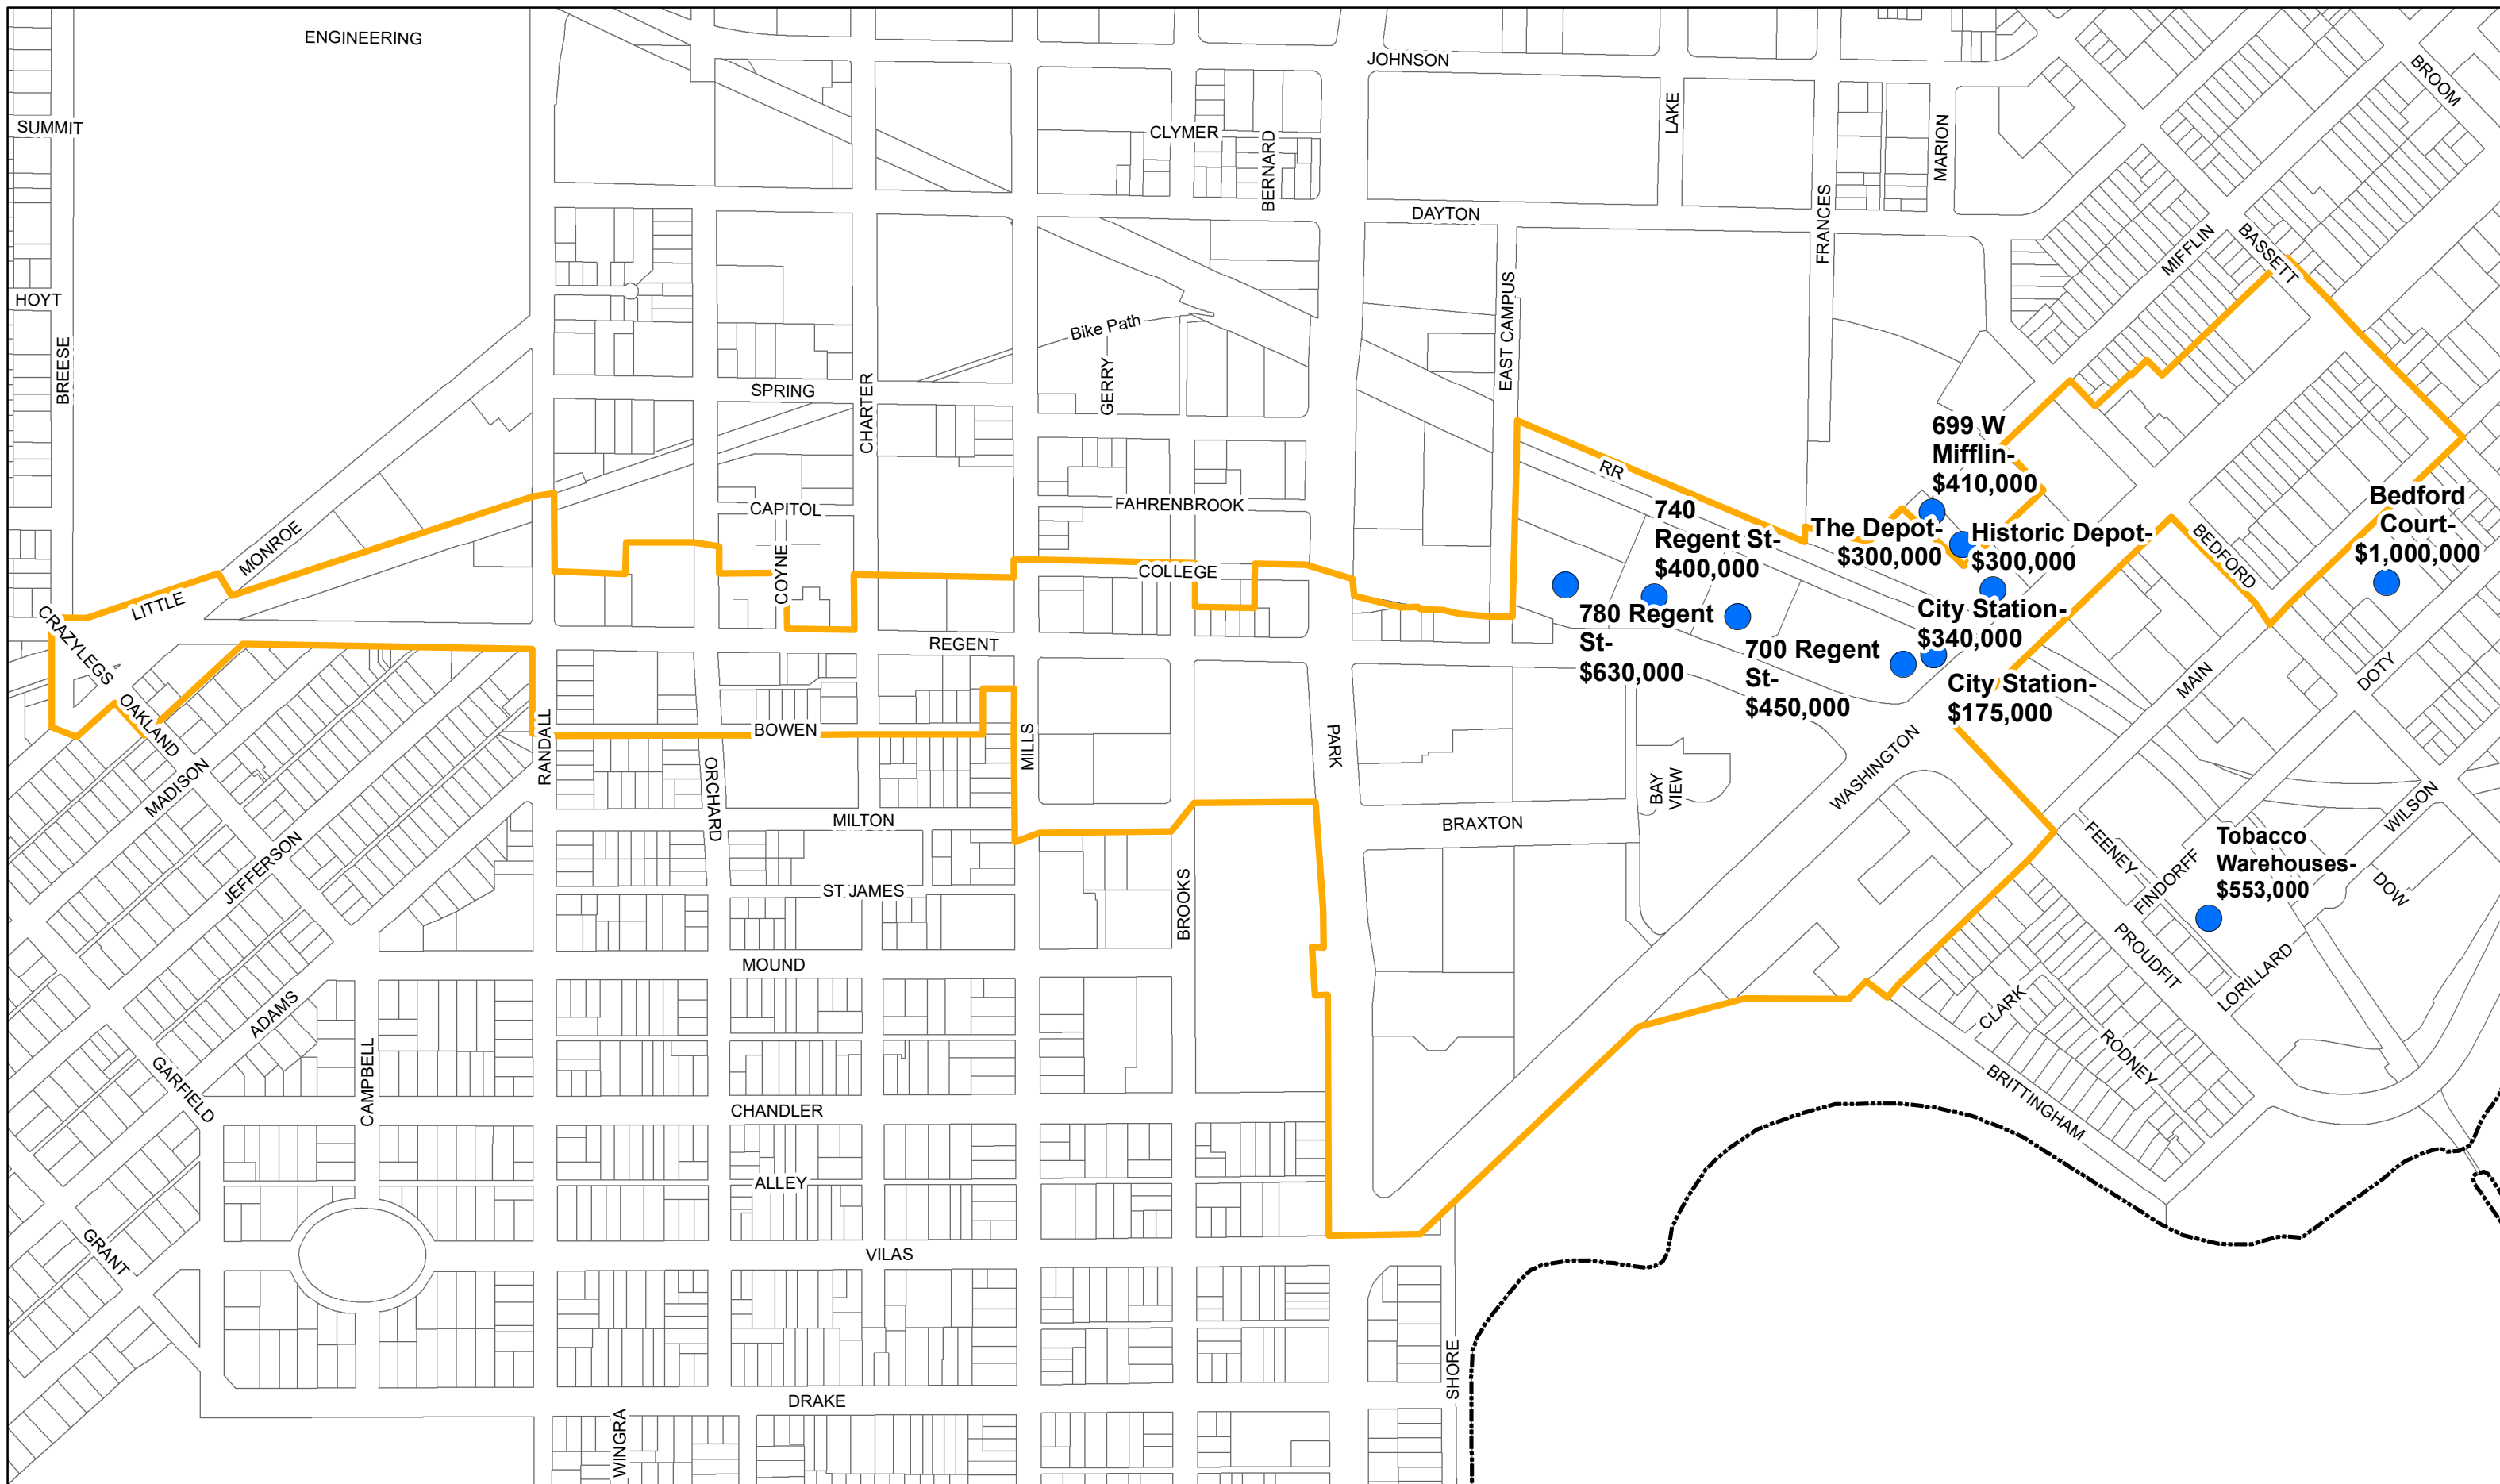 ENGINEERING
JOHNSON
BROOM
SUMMIT
CLYMER
LAKE
MARION
BERNARD
DAYTON
FRANCES
MIFFLIN
BASSETT
HOYT
BREESE
Bike Path
EAST CAMPUS
GERRY
SPRING
CHARTER
699 W
Mifflin-
$410,000
RR
Bedford
Court-
$1,000,000
CAPITOL
FAHRENBROOK
740
Regent St-
$400,000
The Depot-
$300,000
Historic Depot-
$300,000
MONROE
BEDFORD
COYNE
COLLEGE
LITTLE
CRAZYLEGS
780 Regent
St-
$630,000
City Station-
$340,000
REGENT
700 Regent
St-
$450,000
MAIN
DOTY
City Station-
$175,000
OAKLAND
RANDALL
BOWEN
MILLS
PARK
MADISON
ORCHARD
BAY
VIEW
WASHINGTON
WILSON
MILTON
BRAXTON
FEENEY
Tobacco
Warehouses-
$553,000
JEFFERSON
ST JAMES
FINDORFF
DOW
BROOKS
MOUND
PROUDFIT
LORILLARD
ADAMS
CLARK
RODNEY
GARFIELD
CAMPBELL
CHANDLER
BRITTINGHAM
ALLEY
GRANT
VILAS
SHORE
DRAKE
WINGRA